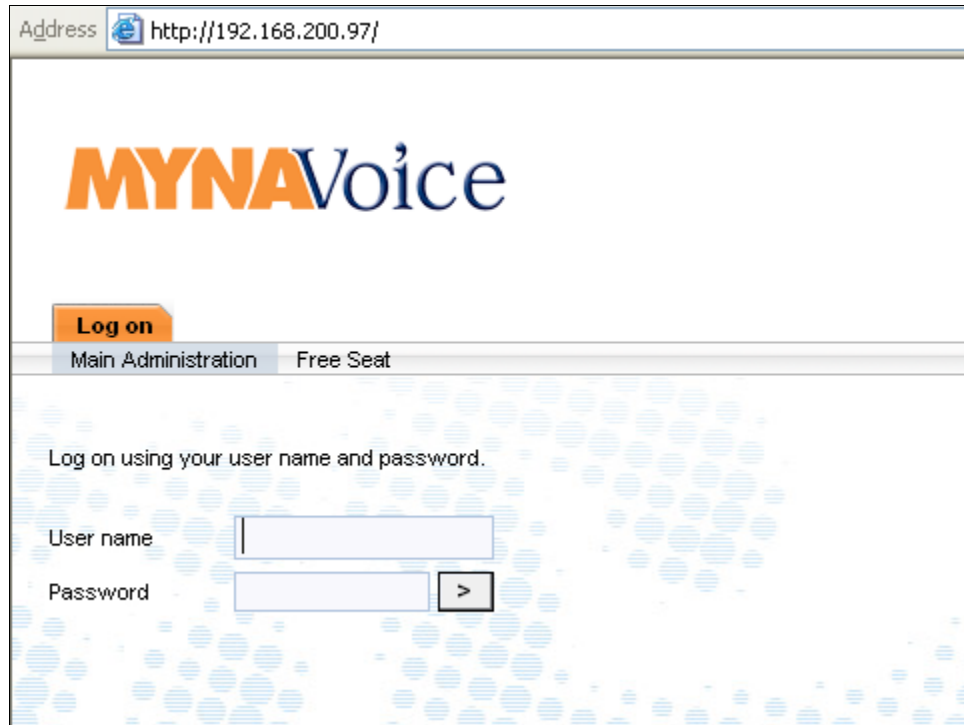 Address http://192.168.200.97/
MYNAVoice
Log on
Main Administration Free Seat
Log on using your user name and password.
User name
Password >